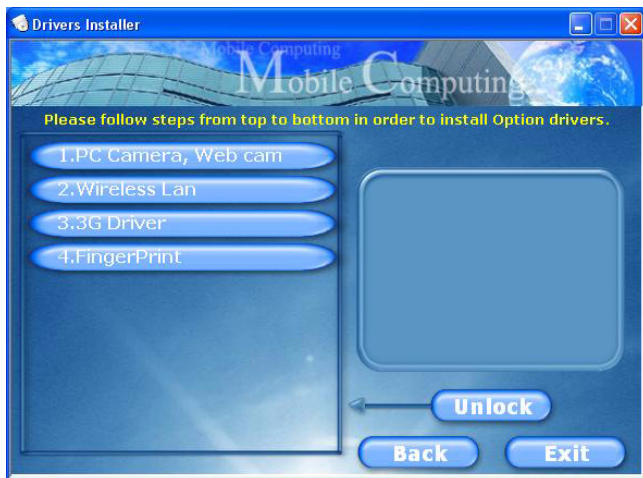 Drivers Installer
Mobile Computing
Mobile Computing
Please follow steps from top to bottom in order to install Option drivers.
1.PC Camera, Web cam
2.Wireless Lan
3.3G Driver
4.FingerPrint
Unlock
Back
Exit